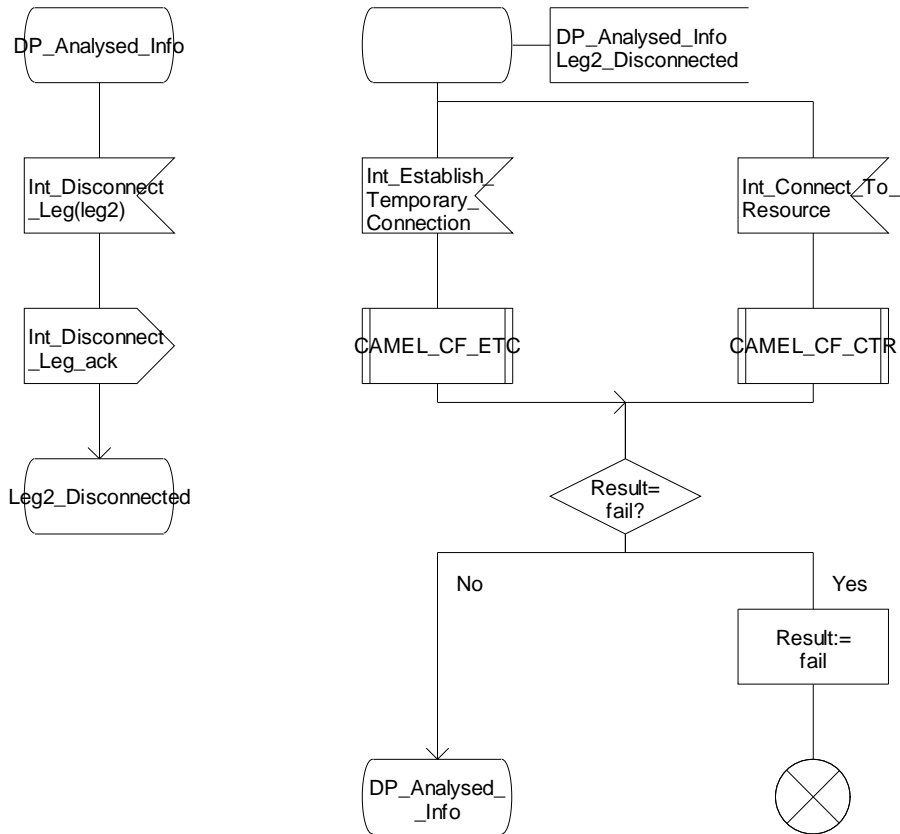 DP_Analysed_Info
Int_Disconnect
_Leg(leg2)
Int_Disconnect
_Leg_ack
Leg2_Disconnected
DP_Analysed_Info
Leg2_Disconnected
Int_Establish_
Temporary_
Connection
Int_Connect_To_
Resource
CAMEL_CF_ETC
CAMEL_CF_CTR
Result=
fail?
No
Yes
Result:=
fail
DP_Analysed_
_Info